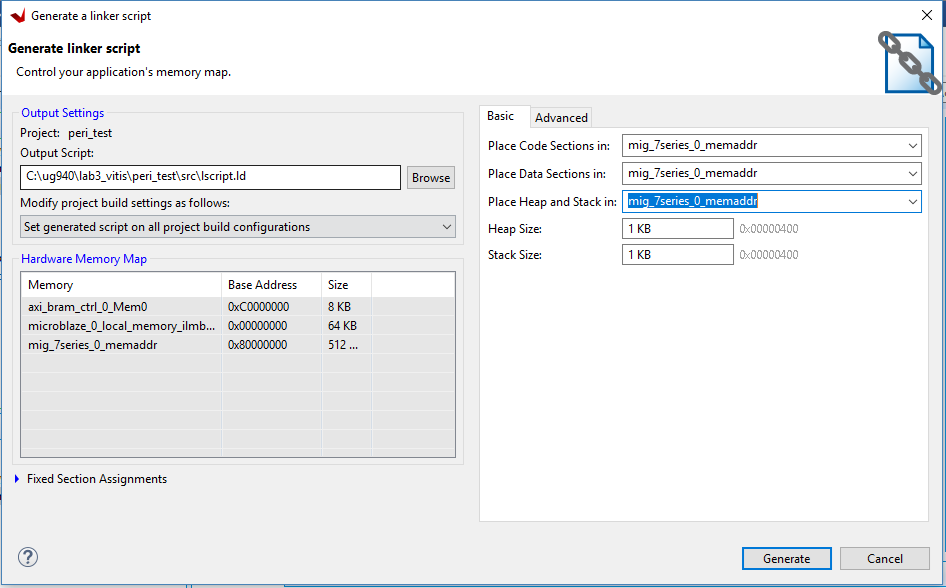 Generate a linker script
Generate linker script
Control your application's memory map.
Output Settings
Project: peri_test
Output Script:
C:\ug940\lab3_vitis\peri_test\src\lscript.ld
Browse
Modify project build settings as follows:
Set generated script on all project build configurations
Hardware Memory Map
Memory Base Address Size
axi_bram_ctrl_0_Mem0 0xC0000000 8 KB
microblaze_0_local_memory_ilmb... 0x00000000 64 KB
mig_7series_0_memaddr 0x80000000 512 ...
Fixed Section Assignments
Basic Advanced
Place Code Sections in: mig_7series_0_memaddr
Place Data Sections in: mig_7series_0_memaddr
Place Heap and Stack in: mig_7series_0_memaddr
Heap Size: 1 KB 0x00000400
Stack Size: 1 KB 0x00000400
?
Generate Cancel